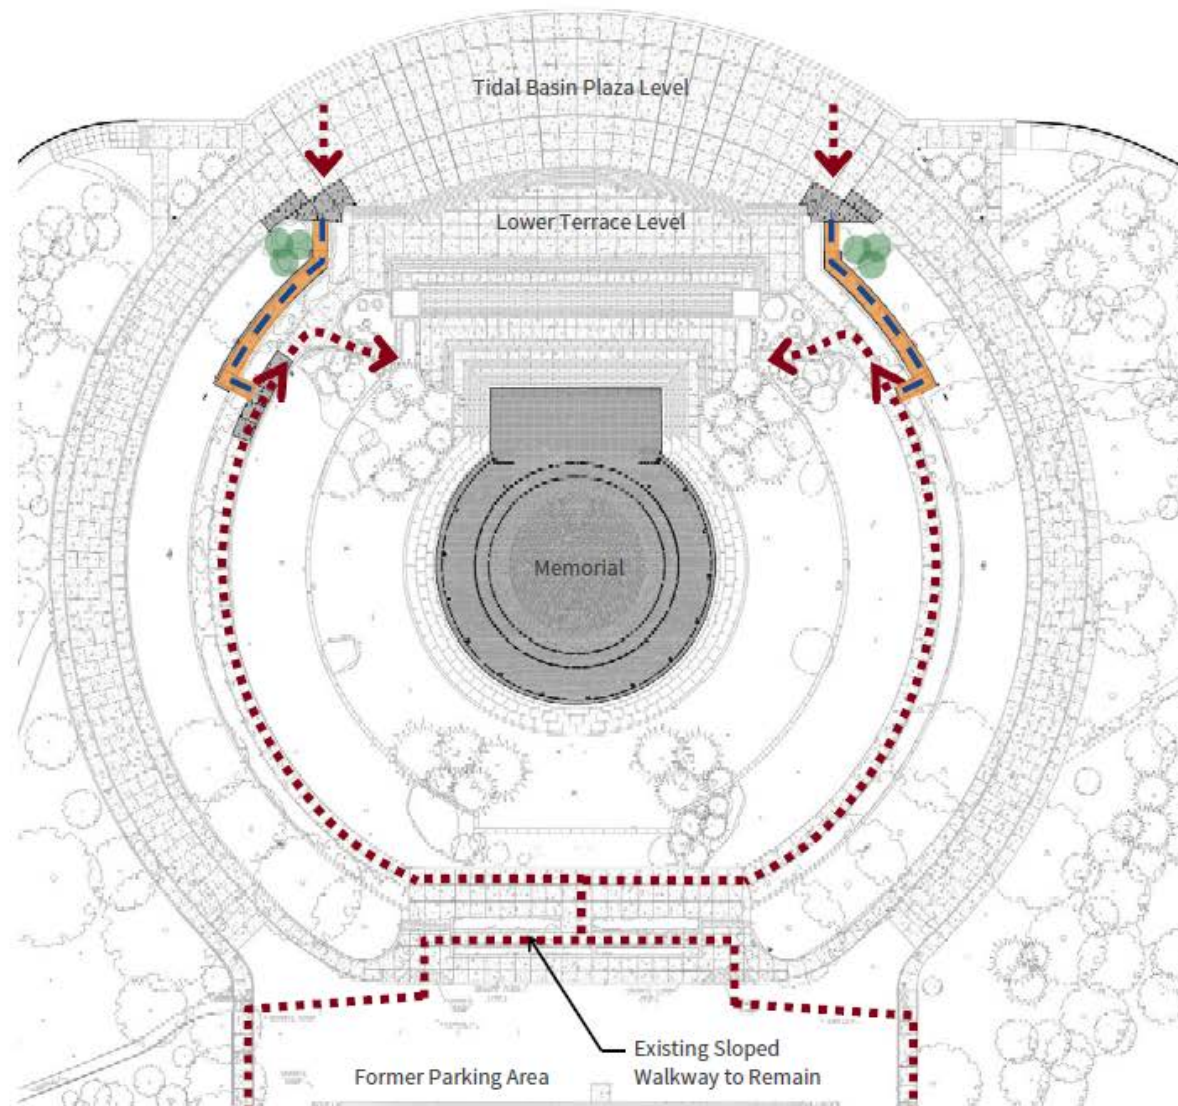 Tidal Basin Plaza Level
Lower Terrace Level
Memorial
Existing Sloped
Walkway to Remain
Former Parking Area